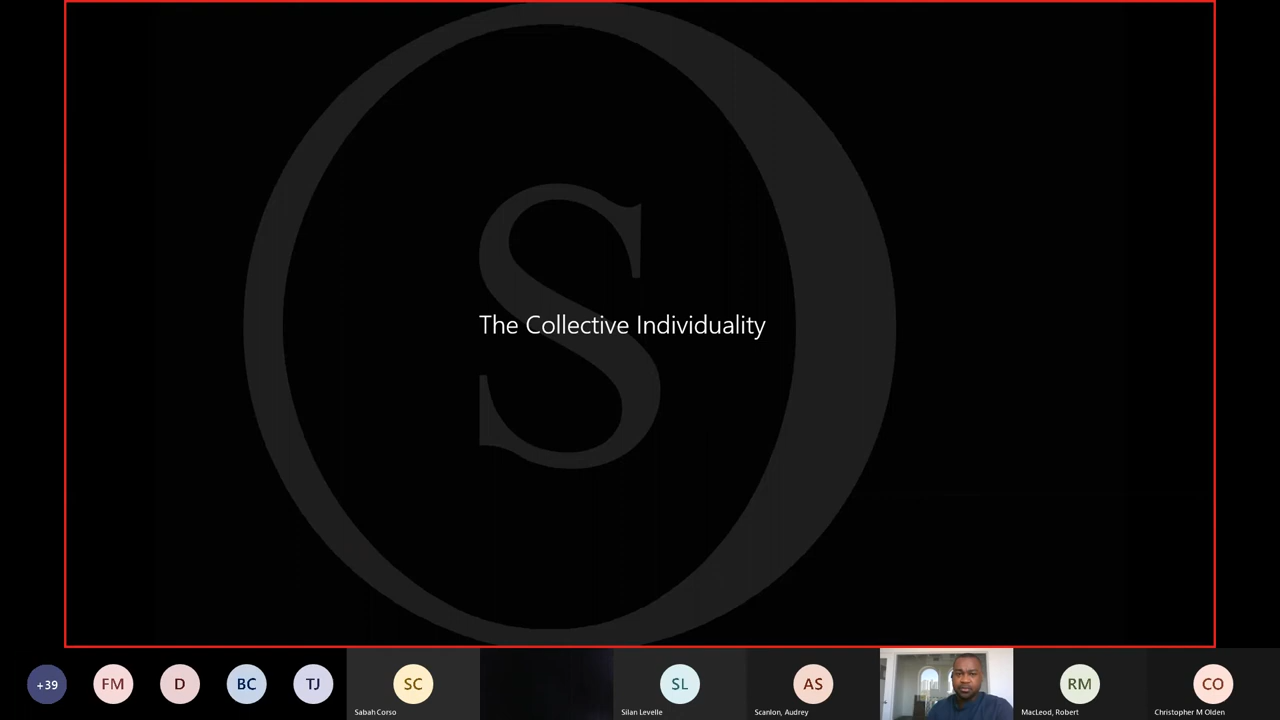 S
The Collective Individuality
+39
FM
D
BC
TJ
SC
SL
AS
RM
CO
Sabah Corso
Silan Levelle
Scanlon, Audrey
MacLeod, Robert
Christopher M Olden